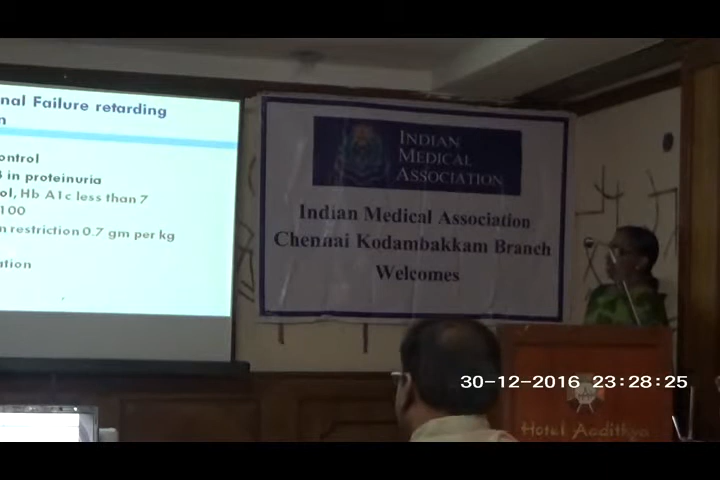 nal Failure retarding
n
ontrol
in proteinuria
ol, Hb A1c less than 7
100
n restriction 0.7 gm per kg
ation
INDIAN
MEDICAL
ASSOCIATION
Indian Medical Association
Chennai Kodambakkam Branch
Welcomes
30-12-2016 23:28:25
Hotel Aadithya